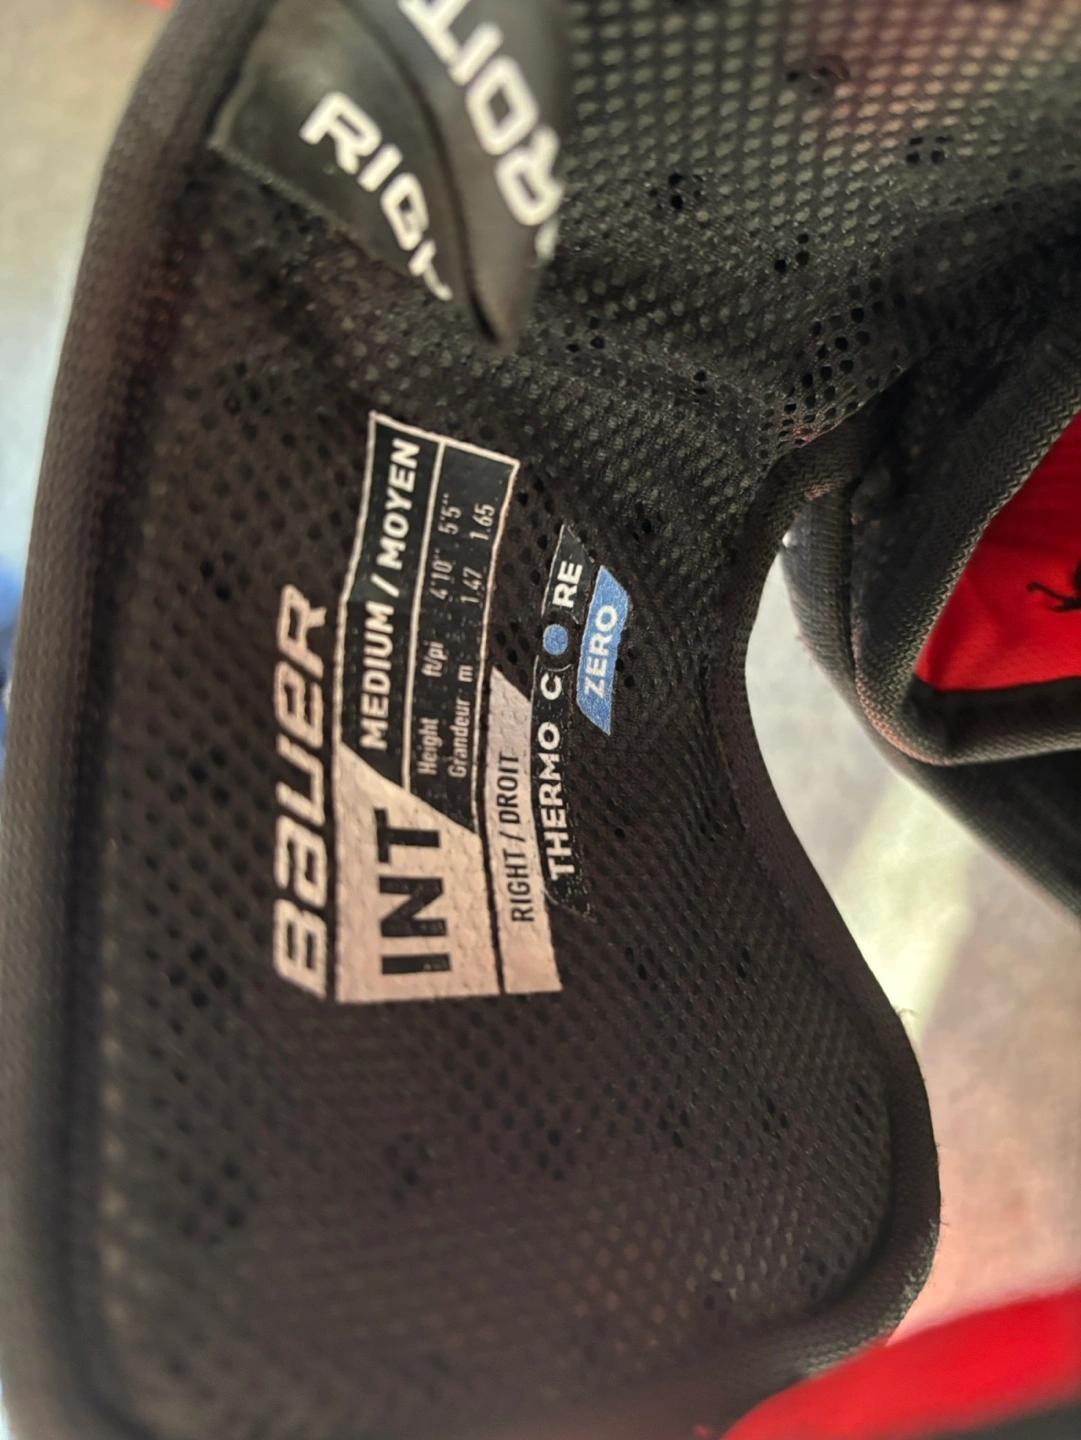 BAUER
INT
MEDIUM / MOYEN
Height ft/pi 4'10" 5'5"
Grandeur m 1.47 1.65
RIGHT / DROIT
THERMO CORE
ZERO